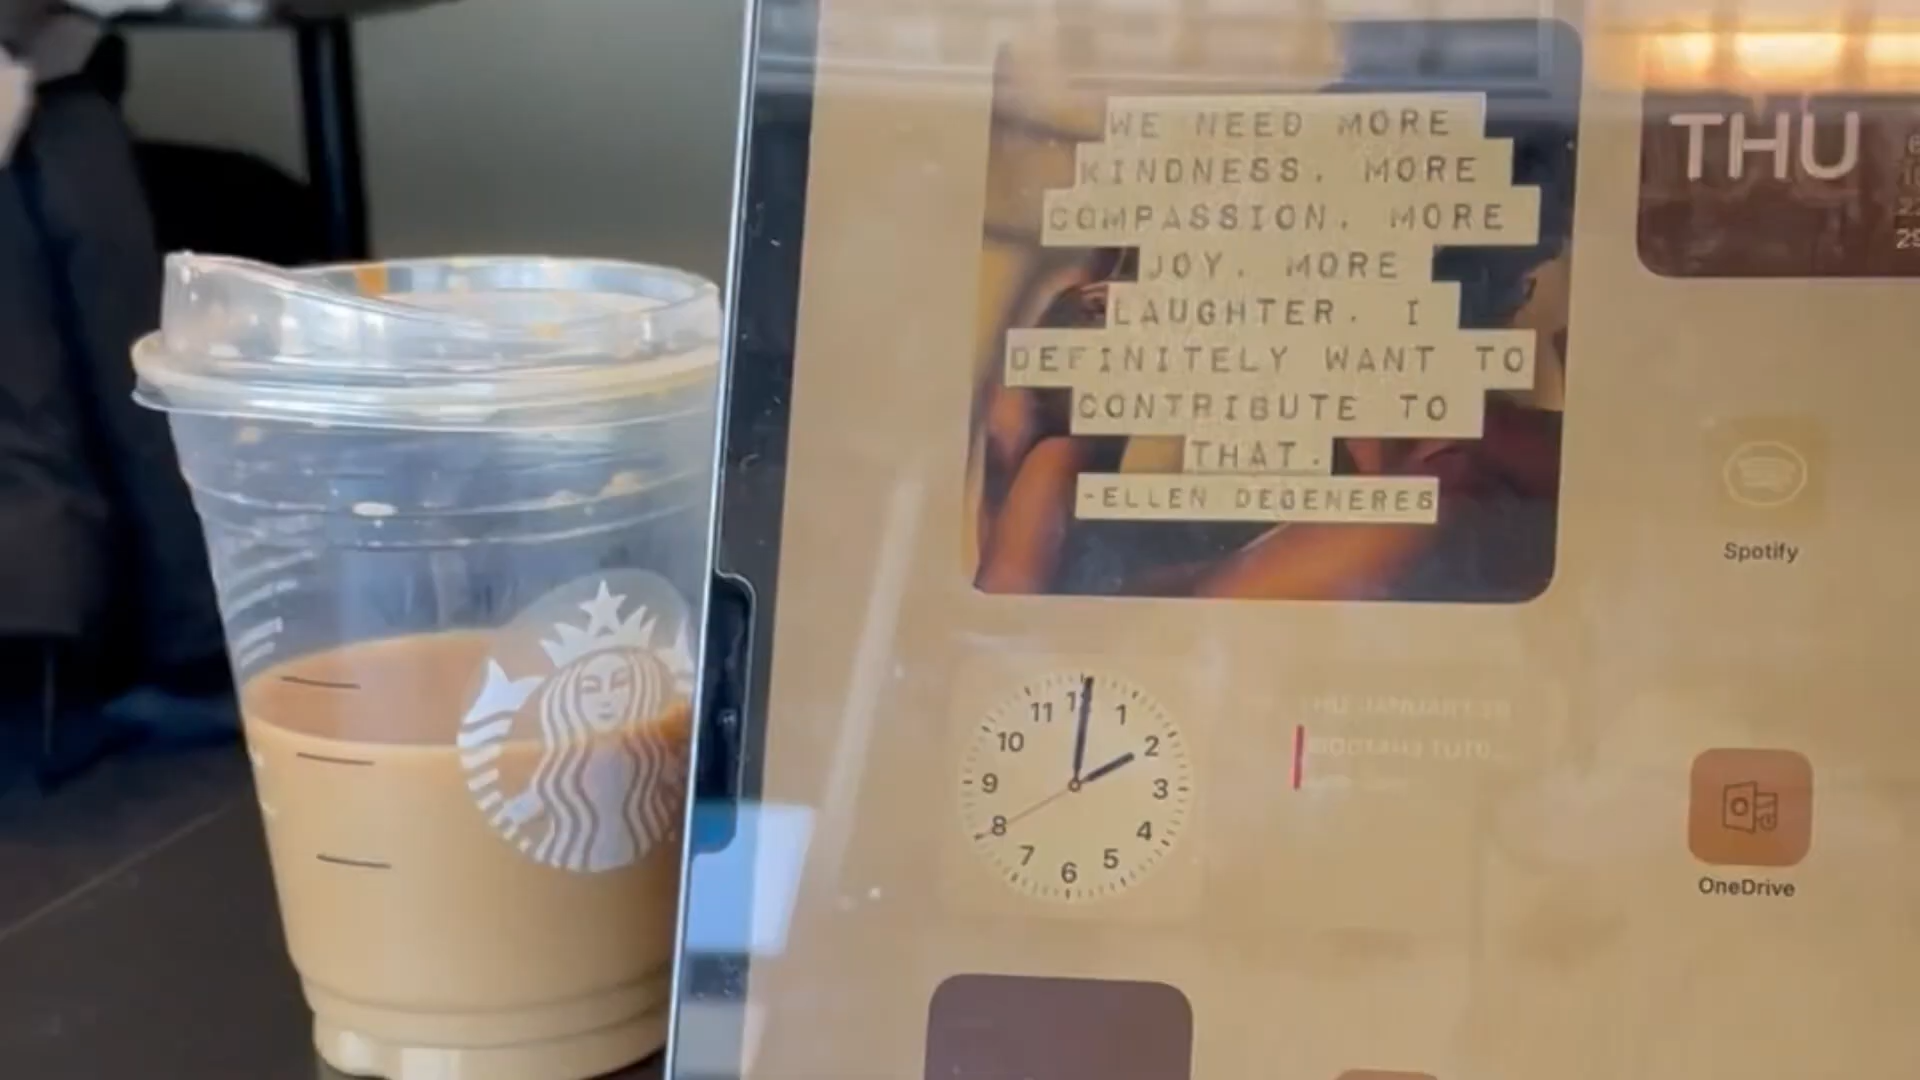 WE NEED MORE
KINDNESS. MORE
COMPASSION. MORE
JOY. MORE
LAUGHTER. I
DEFINITELY WANT TO
CONTRIBUTE TO
THAT.
-ELLEN DEGENERES
THU
29
Spotify
11
1
10
2
9
3
8
4
7
5
6
OneDrive